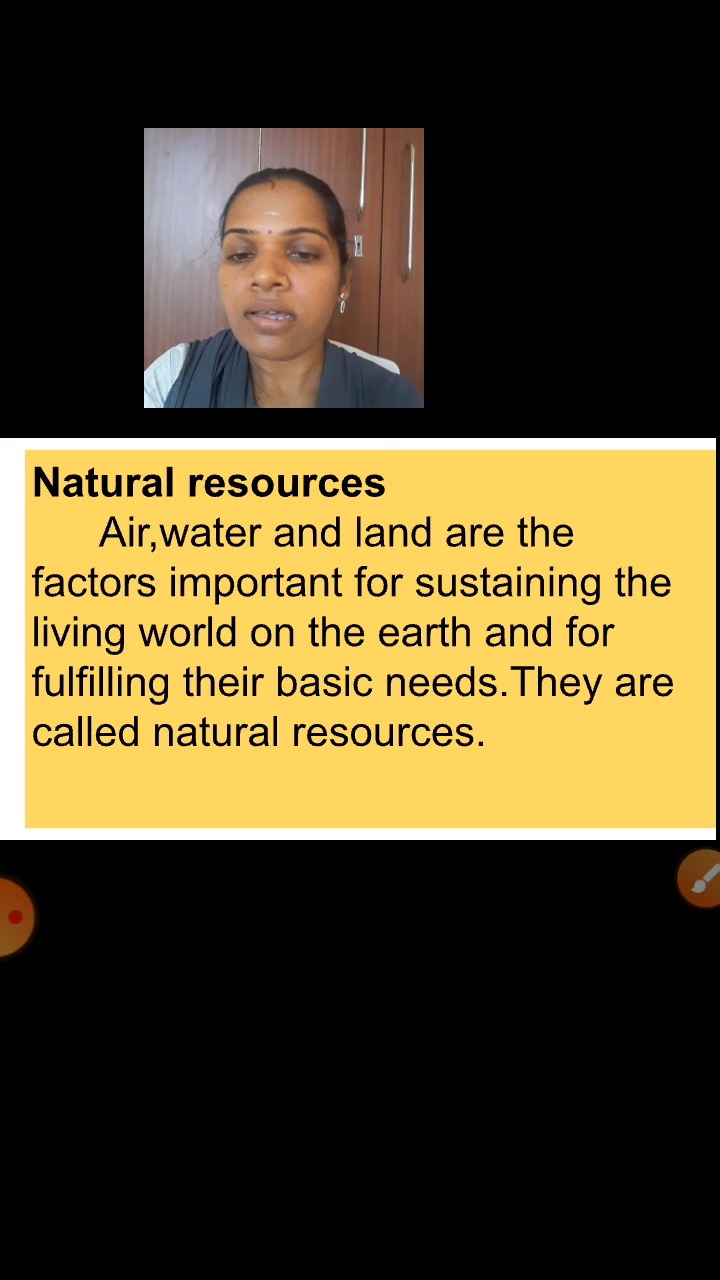 Natural resources
Air,water and land are the
factors important for sustaining the
living world on the earth and for
fulfilling their basic needs.They are
called natural resources.